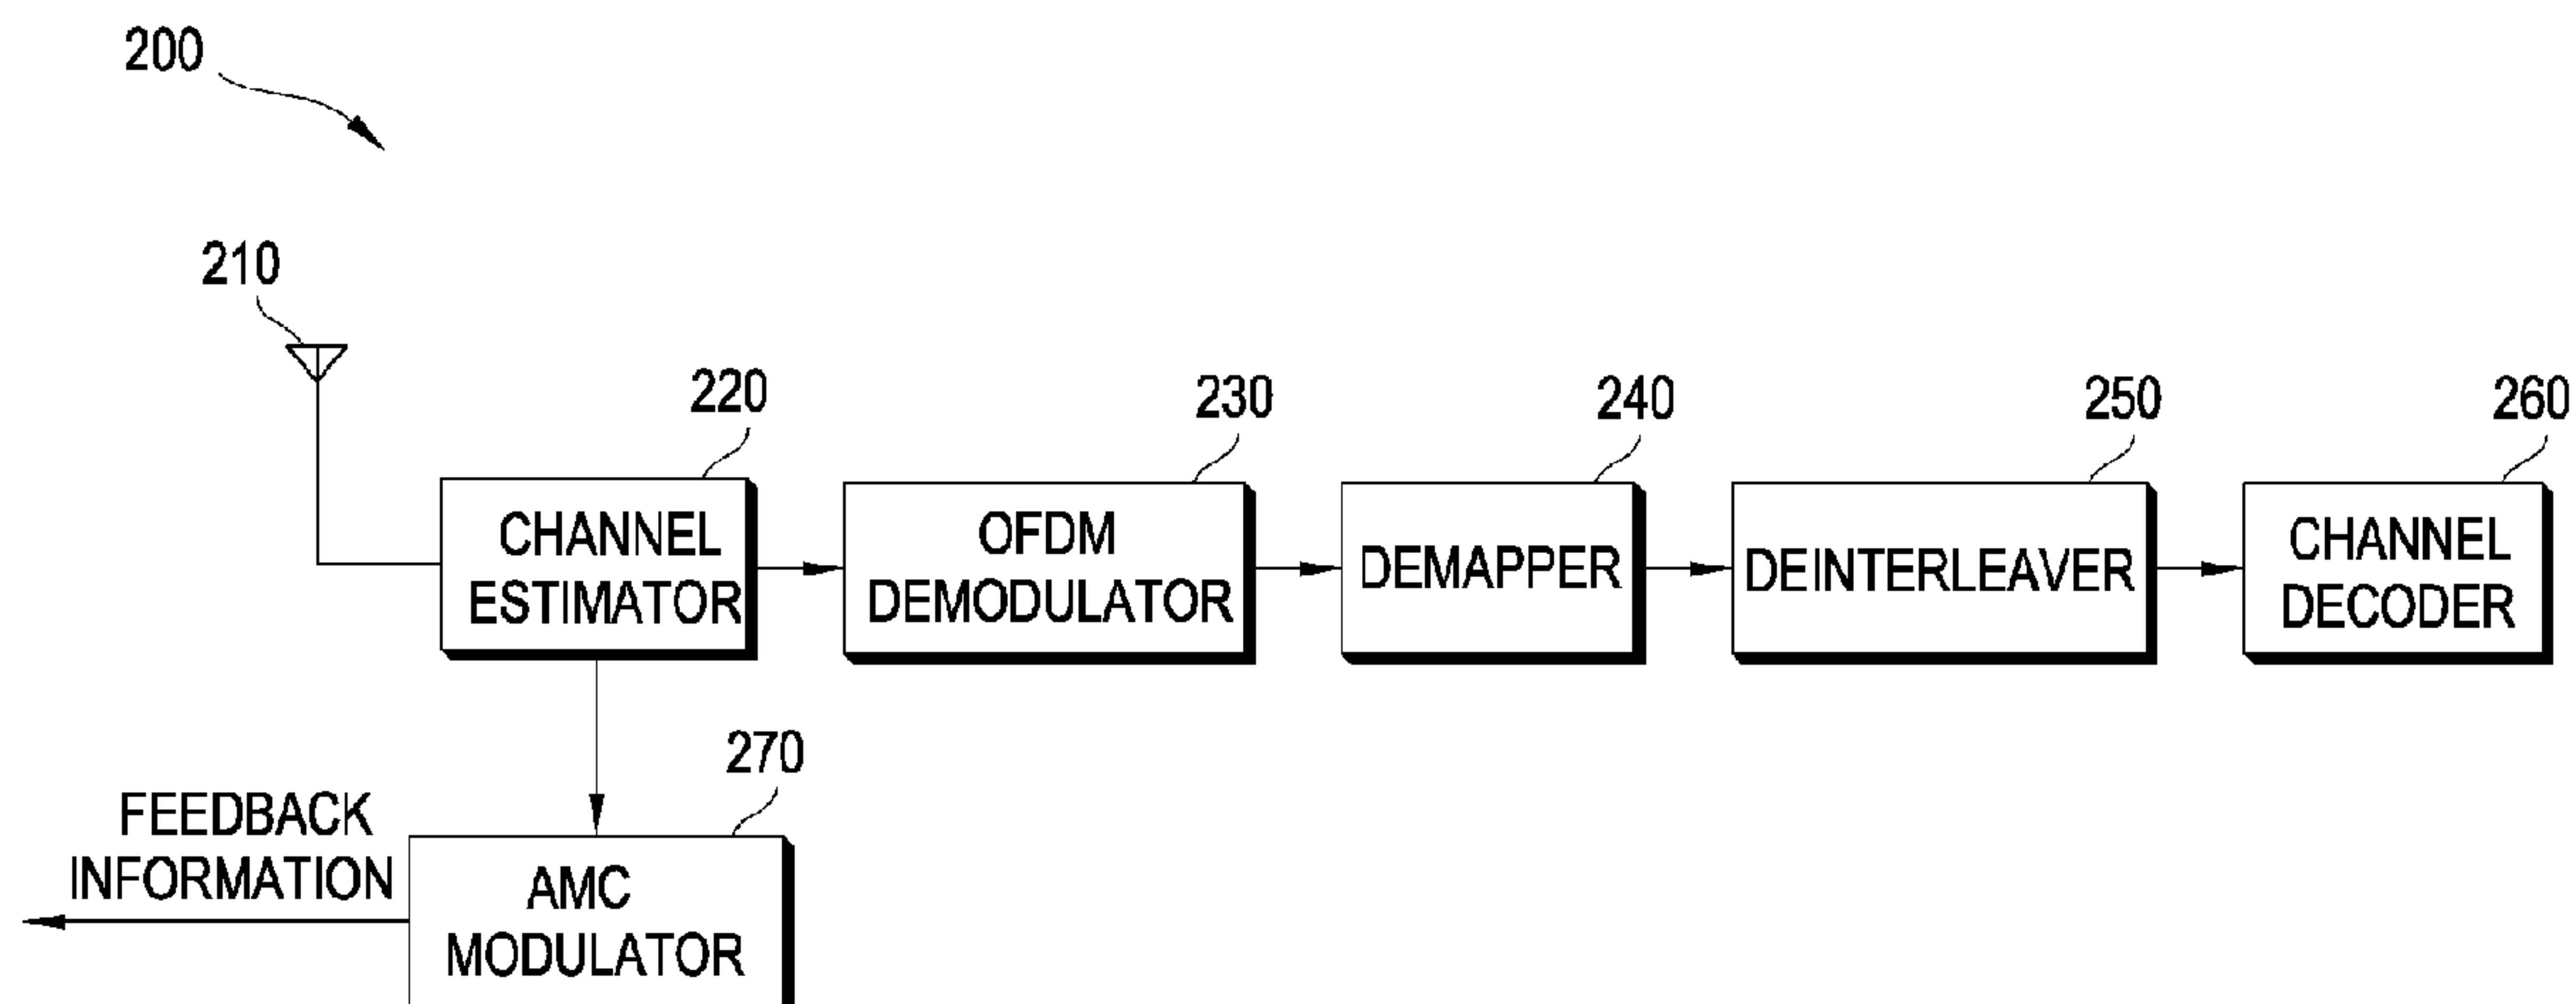 200
210
220
230
240
250
260
CHANNEL
ESTIMATOR
OFDM
DEMODULATOR
DEMAPPER
DEINTERLEAVER
CHANNEL
DECODER
270
FEEDBACK
INFORMATION
AMC
MODULATOR